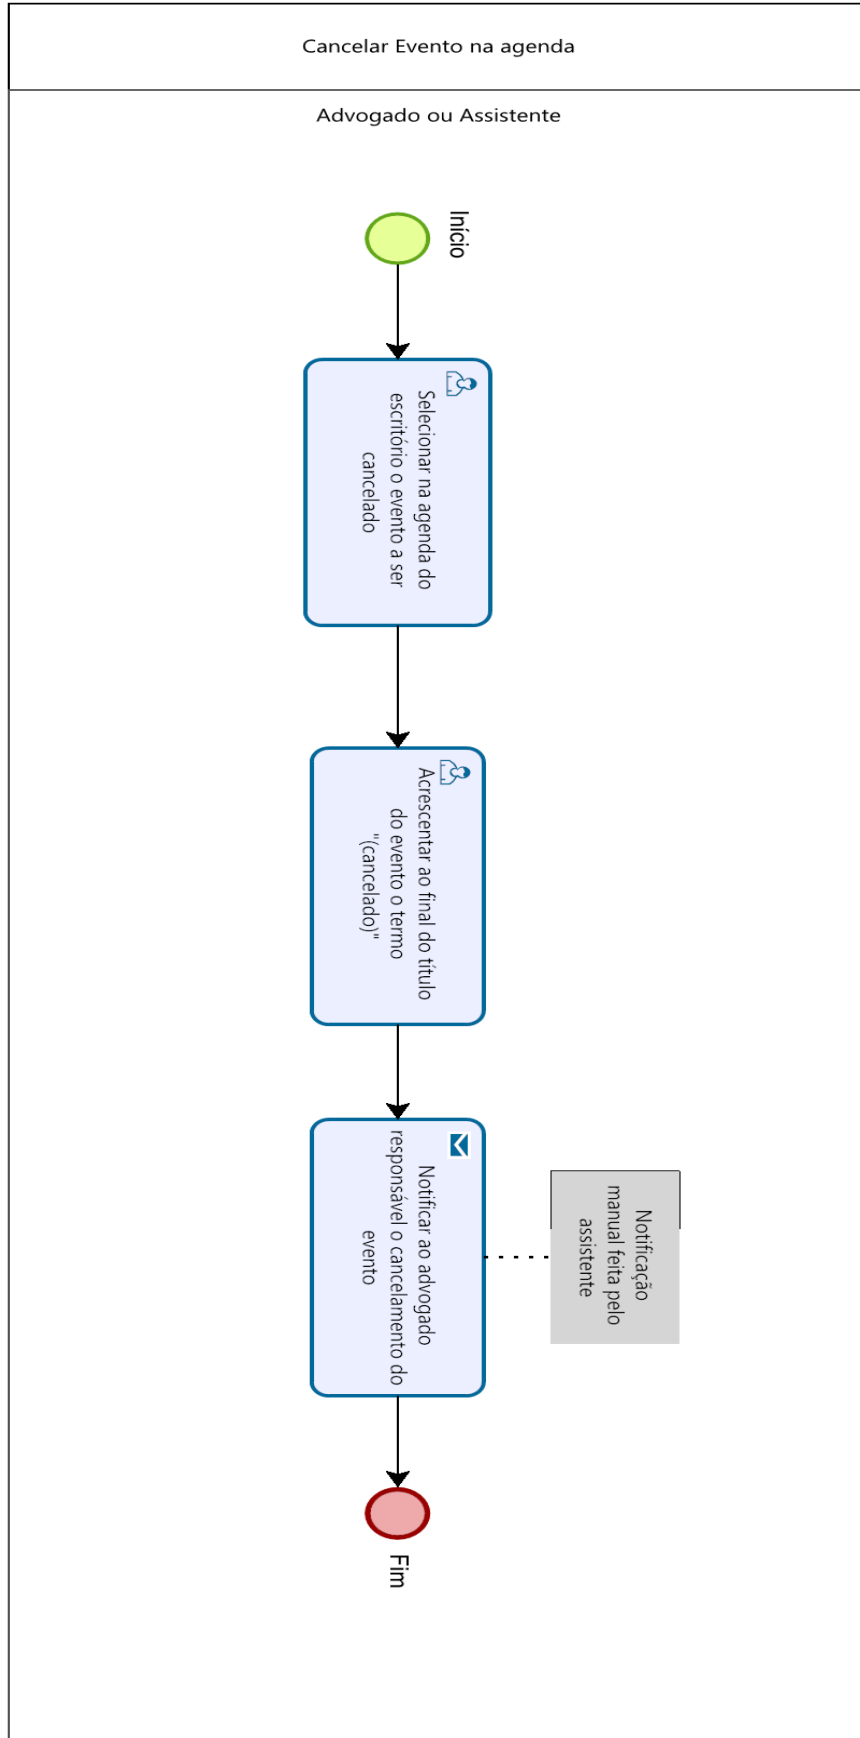 Cancelar Evento na agenda
Advogado ou Assistente
Início
Selecionar na agenda do
escritório o evento a ser
cancelado
Acrescentar ao final do título
do evento o termo
"(cancelado)"
Notificar ao advogado
responsável o cancelamento do
evento
Notificação
manual feita pelo
assistente
Fim